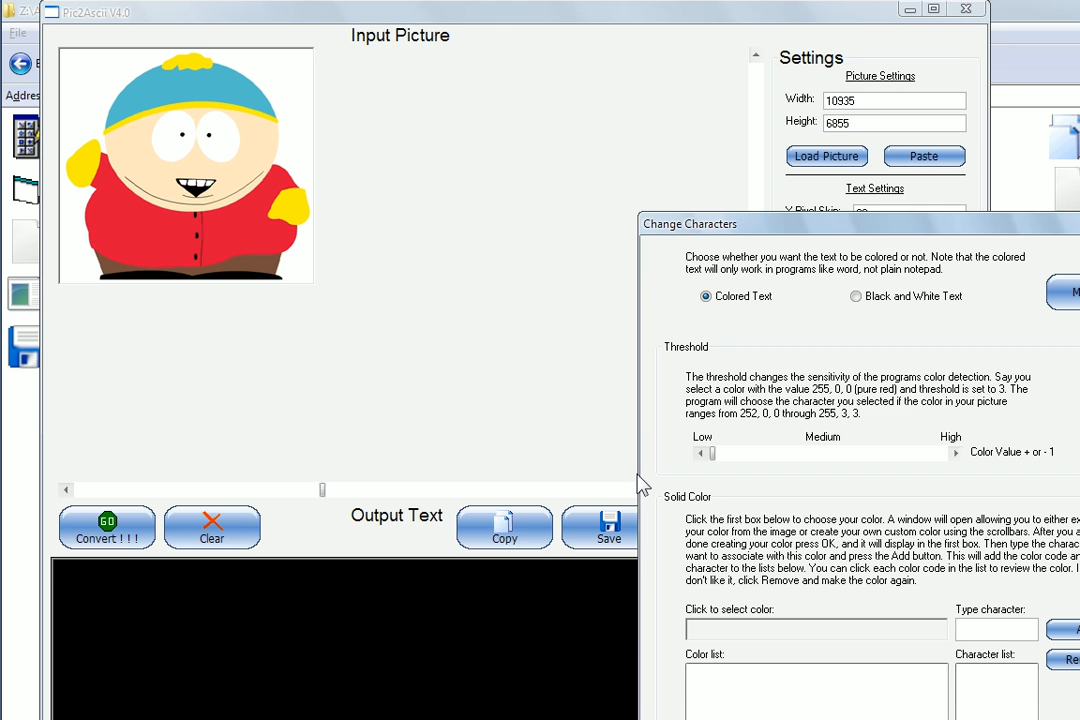 Pic2Ascii V4.0
File
Addres
Input Picture
Settings
Picture Settings
Width: 10935
Height: 6855
Load Picture
Paste
Text Settings
Change Characters
Choose whether you want the text to be colored or not. Note that the colored
text will only work in programs like word, not plain notepad.
Colored Text
Black and White Text
M
Threshold
The threshold changes the sensitivity of the programs color detection. Say you
select a color with the value 255, 0, 0 (pure red) and threshold is set to 3. The
program will choose the character you selected if the color in your picture
ranges from 252, 0, 0 through 255, 3, 3.
Low
Medium
High
Color Value + or - 1
Solid Color
Click the first box below to choose your color. A window will open allowing you to either ex
your color from the image or create your own custom color using the scrollbars. After you a
done creating your color press OK, and it will display in the first box. Then type the charac
want to associate with this color and press the Add button. This will add the color code an
character to the lists below. You can click each color code in the list to review the color. I
don't like it, click Remove and make the color again.
Click to select color:
Type character:
A
Color list:
Character list:
Re
GO
Convert ! ! !
Clear
Output Text
Copy
Save